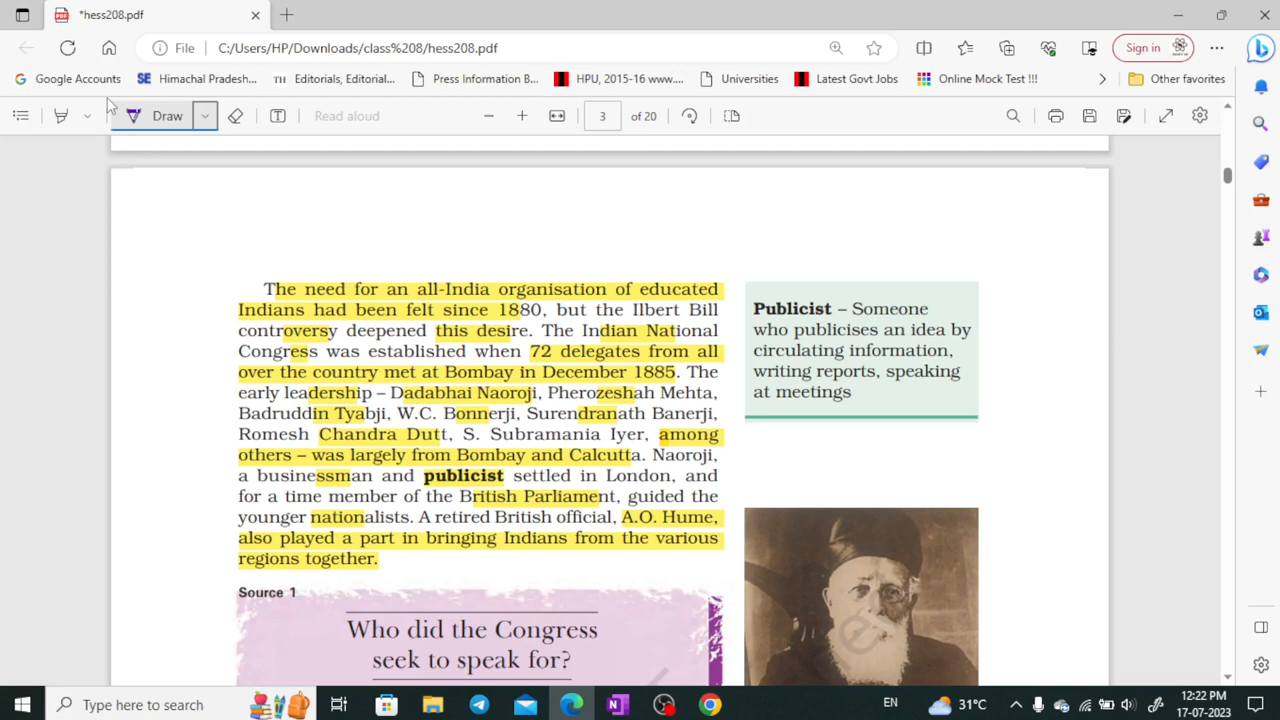 *hess208.pdf
File
C:/Users/HP/Downloads/class%208/hess208.pdf
Sign in
Google Accounts
SE Himachal Pradesh...
TH Editorials, Editorial...
Press Information B...
HPU, 2015-16 www....
Universities
Latest Govt Jobs
Online Mock Test !!!
Other favorites
Draw
Read aloud
3 of 20
The need for an all-India organisation of educated
Indians had been felt since 1880, but the Ilbert Bill
controversy deepened this desire. The Indian National
Congress was established when 72 delegates from all
over the country met at Bombay in December 1885. The
early leadership – Dadabhai Naoroji, Pherozeshah Mehta,
Badruddin Tyabji, W.C. Bonnerji, Surendranath Banerji,
Romesh Chandra Dutt, S. Subramania Iyer, among
others – was largely from Bombay and Calcutta. Naoroji,
a businessman and publicist settled in London, and
for a time member of the British Parliament, guided the
younger nationalists. A retired British official, A.O. Hume,
also played a part in bringing Indians from the various
regions together.
Publicist – Someone
who publicises an idea by
circulating information,
writing reports, speaking
at meetings
Source 1
Who did the Congress
seek to speak for?
Type here to search
EN
31°C
12:22 PM
17-07-2023